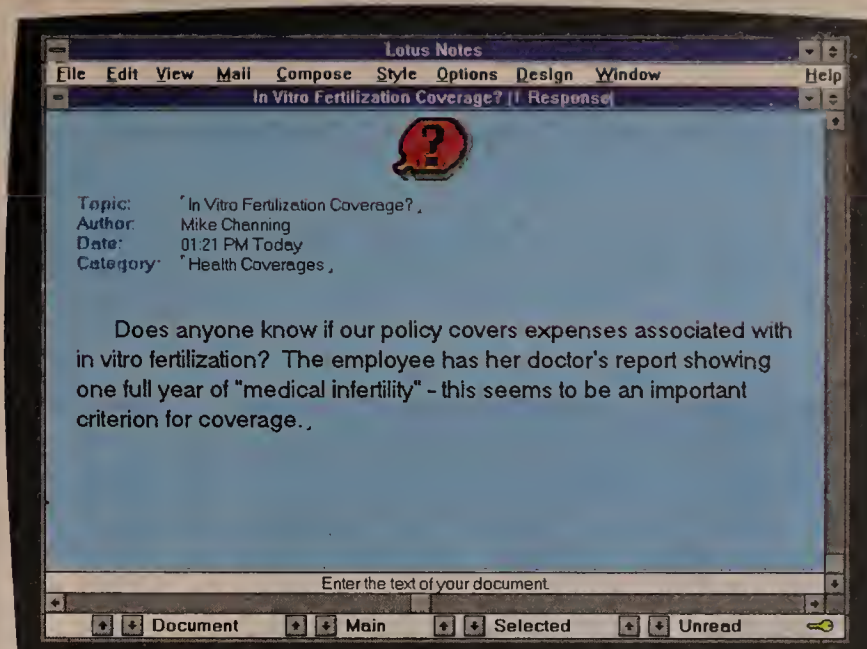 Lotus Notes
File Edit View Mail Compose Style Options Design Window Help
In Vitro Fertilization Coverage? [1 Response]
?
Topic: In Vitro Fertilization Coverage?
Author: Mike Channing
Date: 01:21 PM Today
Category: Health Coverages
Does anyone know if our policy covers expenses associated with
in vitro fertilization? The employee has her doctor's report showing
one full year of "medical infertility" - this seems to be an important
criterion for coverage.
Enter the text of your document.
Document Main Selected Unread